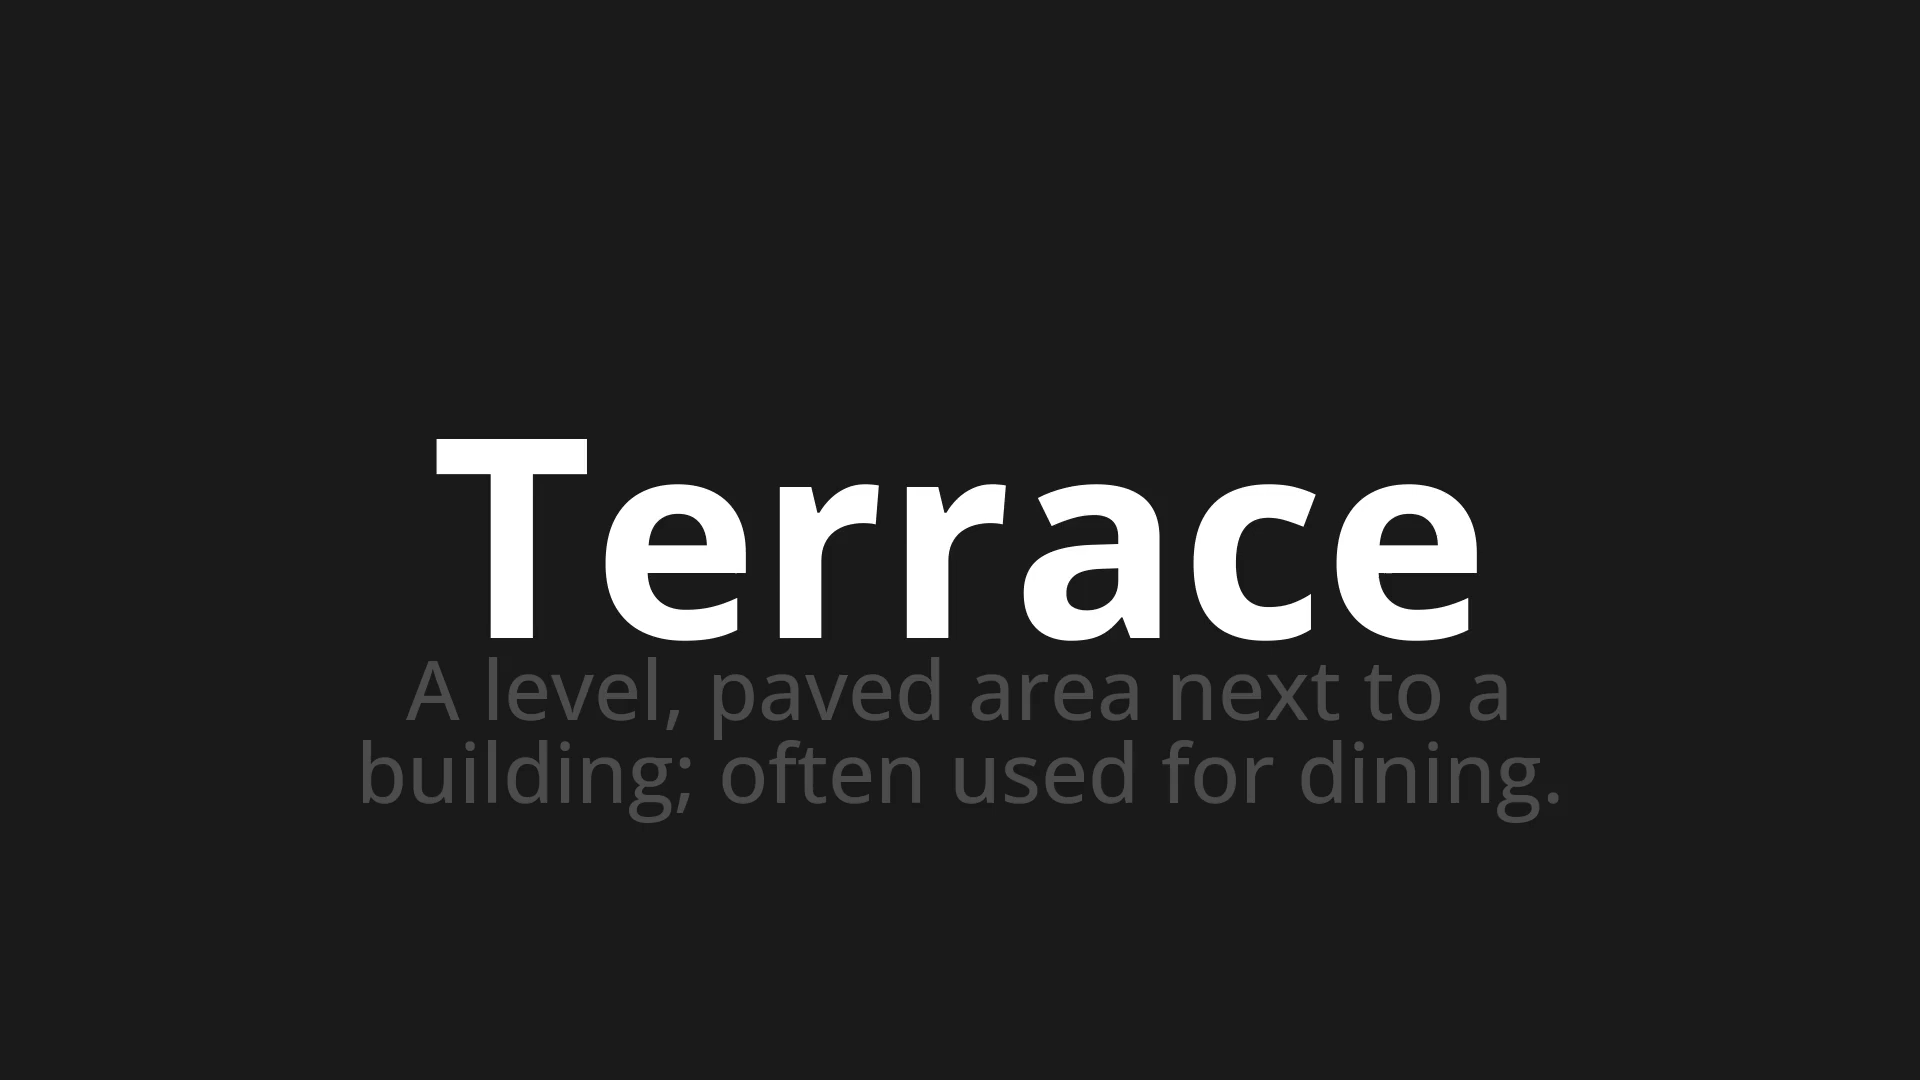 Terrace
A level, paved area next to a
building; often used for dining.